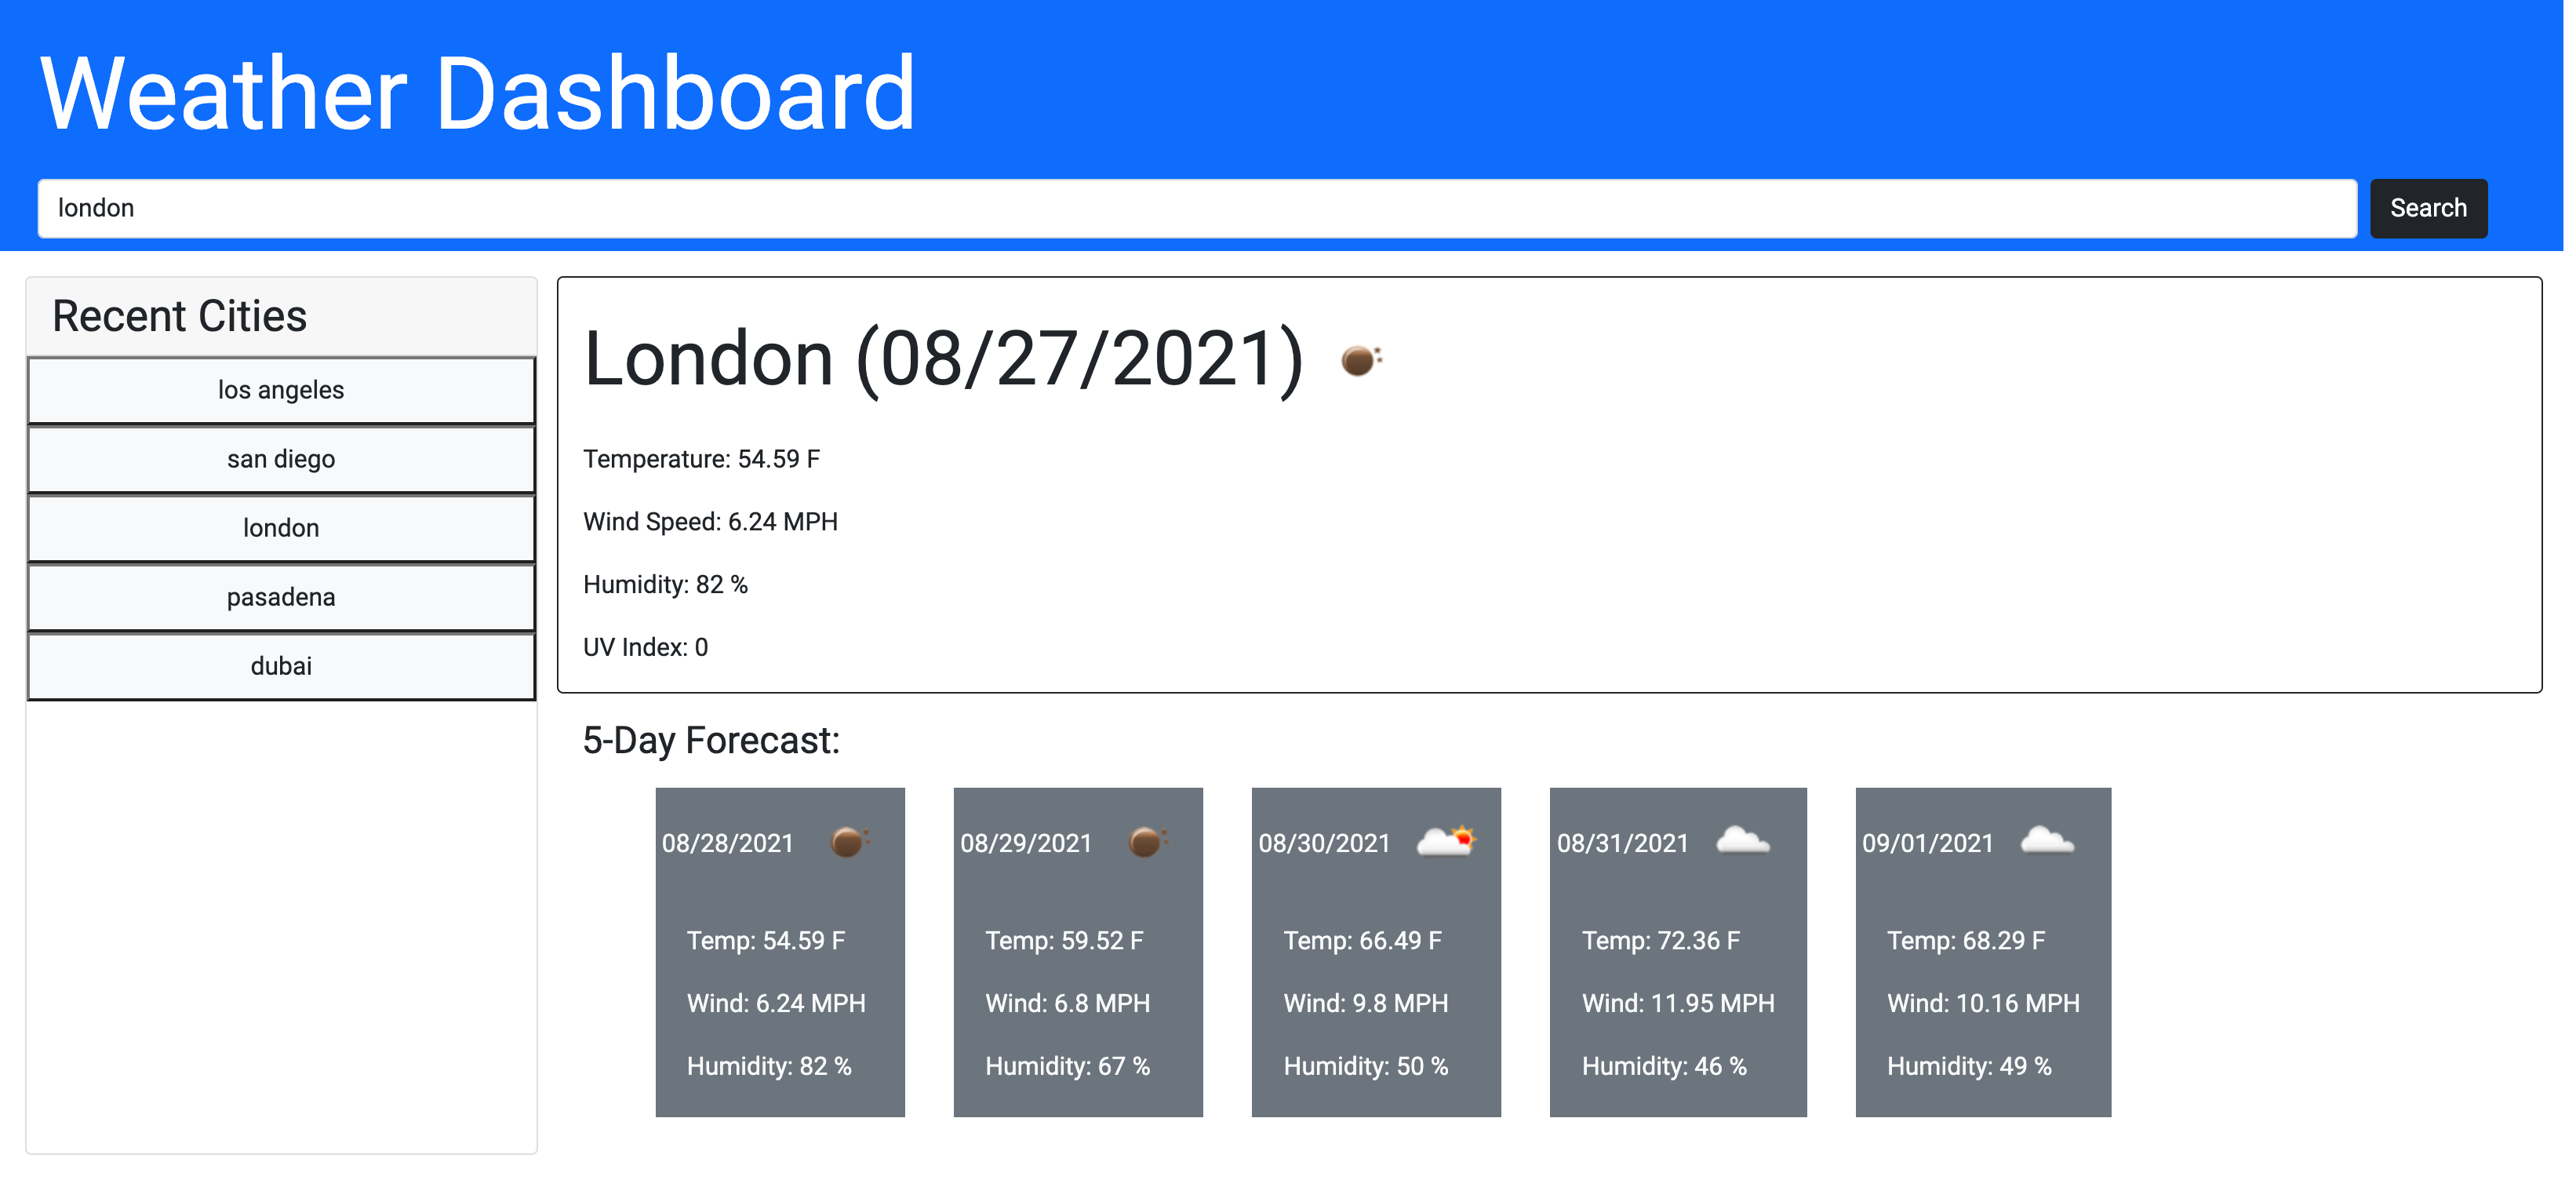 Weather Dashboard
london
Search
Recent Cities
los angeles
san diego
london
pasadena
dubai
London (08/27/2021)
Temperature: 54.59 F
Wind Speed: 6.24 MPH
Humidity: 82 %
UV Index: 0
5-Day Forecast:
08/28/2021
Temp: 54.59 F
Wind: 6.24 MPH
Humidity: 82 %
08/29/2021
Temp: 59.52 F
Wind: 6.8 MPH
Humidity: 67 %
08/30/2021
Temp: 66.49 F
Wind: 9.8 MPH
Humidity: 50 %
08/31/2021
Temp: 72.36 F
Wind: 11.95 MPH
Humidity: 46 %
09/01/2021
Temp: 68.29 F
Wind: 10.16 MPH
Humidity: 49 %